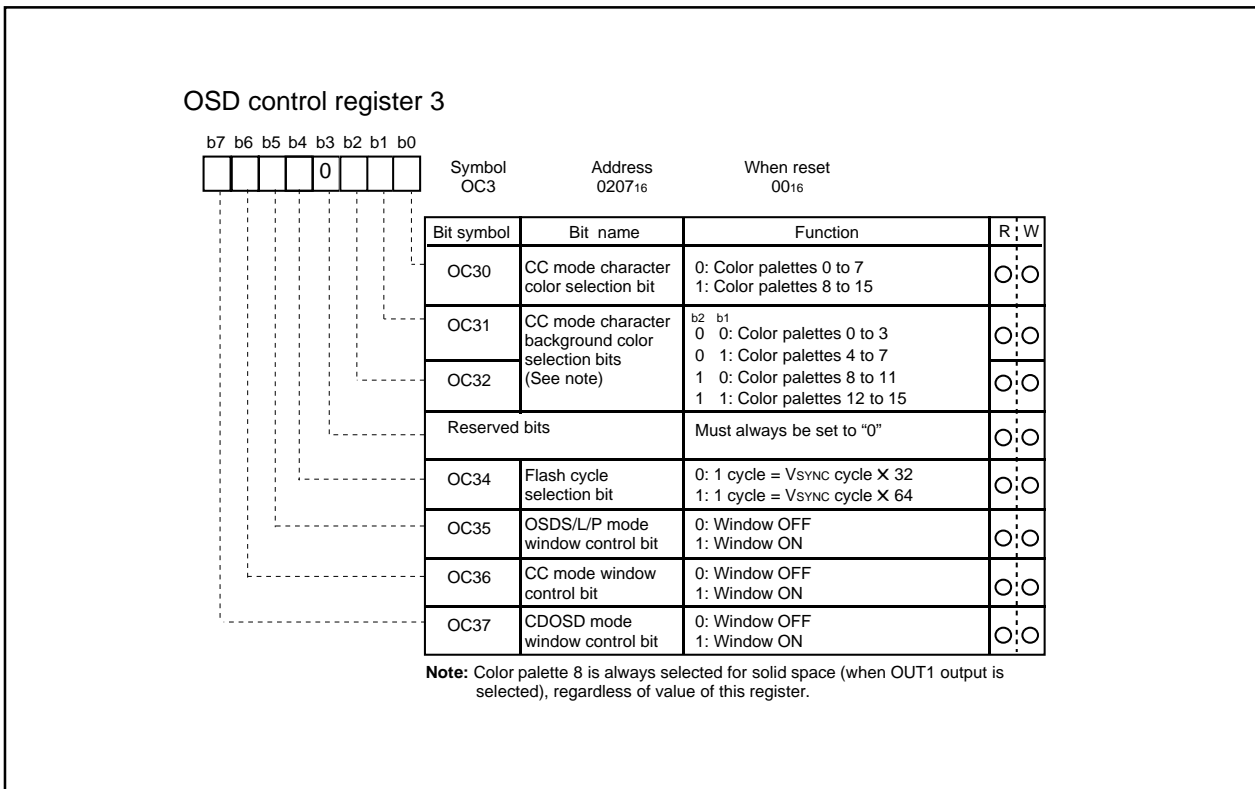 OSD control register 3
b7 b6 b5 b4 b3 b2 b1 b0
0
Symbol Address When reset
OC3 0207₁₆ 00₁₆
Bit symbol Bit name Function R W
OC30 CC mode character 0: Color palettes 0 to 7
color selection bit 1: Color palettes 8 to 15
OC31 CC mode character b2 b1
background color 0 0: Color palettes 0 to 3
selection bits 0 1: Color palettes 4 to 7
OC32 (See note) 1 0: Color palettes 8 to 11
1 1: Color palettes 12 to 15
Reserved bits Must always be set to “0”
OC34 Flash cycle 0: 1 cycle = VSYNC cycle X 32
selection bit 1: 1 cycle = VSYNC cycle X 64
OC35 OSDS/L/P mode 0: Window OFF
window control bit 1: Window ON
OC36 CC mode window 0: Window OFF
control bit 1: Window ON
OC37 CDOSD mode 0: Window OFF
window control bit 1: Window ON
Note: Color palette 8 is always selected for solid space (when OUT1 output is
selected), regardless of value of this register.